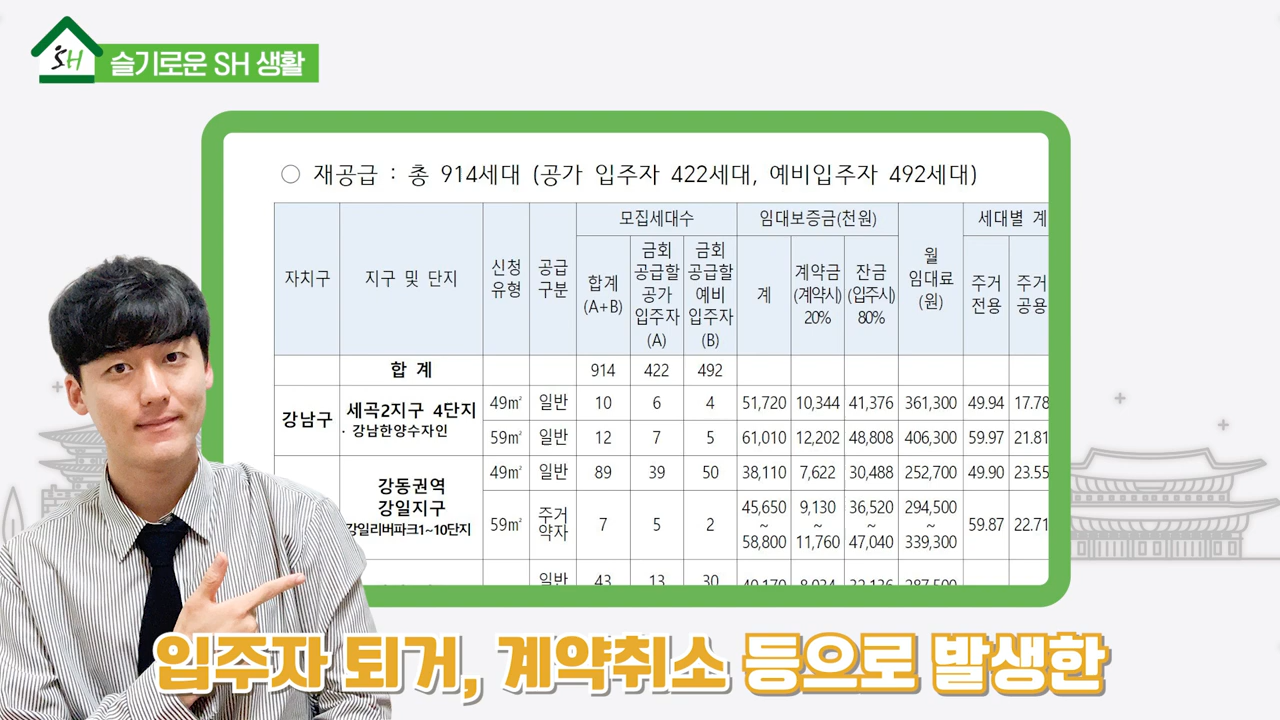 SH 슬기로운 SH 생활
○ 재공급 : 총 914세대 (공가 입주자 422세대, 예비입주자 492세대)
자치구 지구 및 단지 신청유형 공급구분 모집세대수 임대보증금(천원) 월 임대료(원) 세대별 계
합계(A+B) 금회 공급할 공가 입주자(A) 금회 공급할 예비 입주자(B) 계 계약금(계약시) 20% 잔금(입주시) 80% 주거전용 주거공용
합 계 914 422 492
강남구 세곡2지구 4단지 49㎡ 일반 10 6 4 51,720 10,344 41,376 361,300 49.94 17.78
· 강남한양수자인 59㎡ 일반 12 7 5 61,010 12,202 48,808 406,300 59.97 21.81
강동권역 강일지구 강일리버파크1~10단지 49㎡ 일반 89 39 50 38,110 7,622 30,488 252,700 49.90 23.55
59㎡ 주거약자 7 5 2 45,650~58,800 9,130~11,760 36,520~47,040 294,500~339,300 59.87 22.71
일반 43 13 30 40,170 8,034 32,136 287,500
입주자 퇴거, 계약취소 등으로 발생한